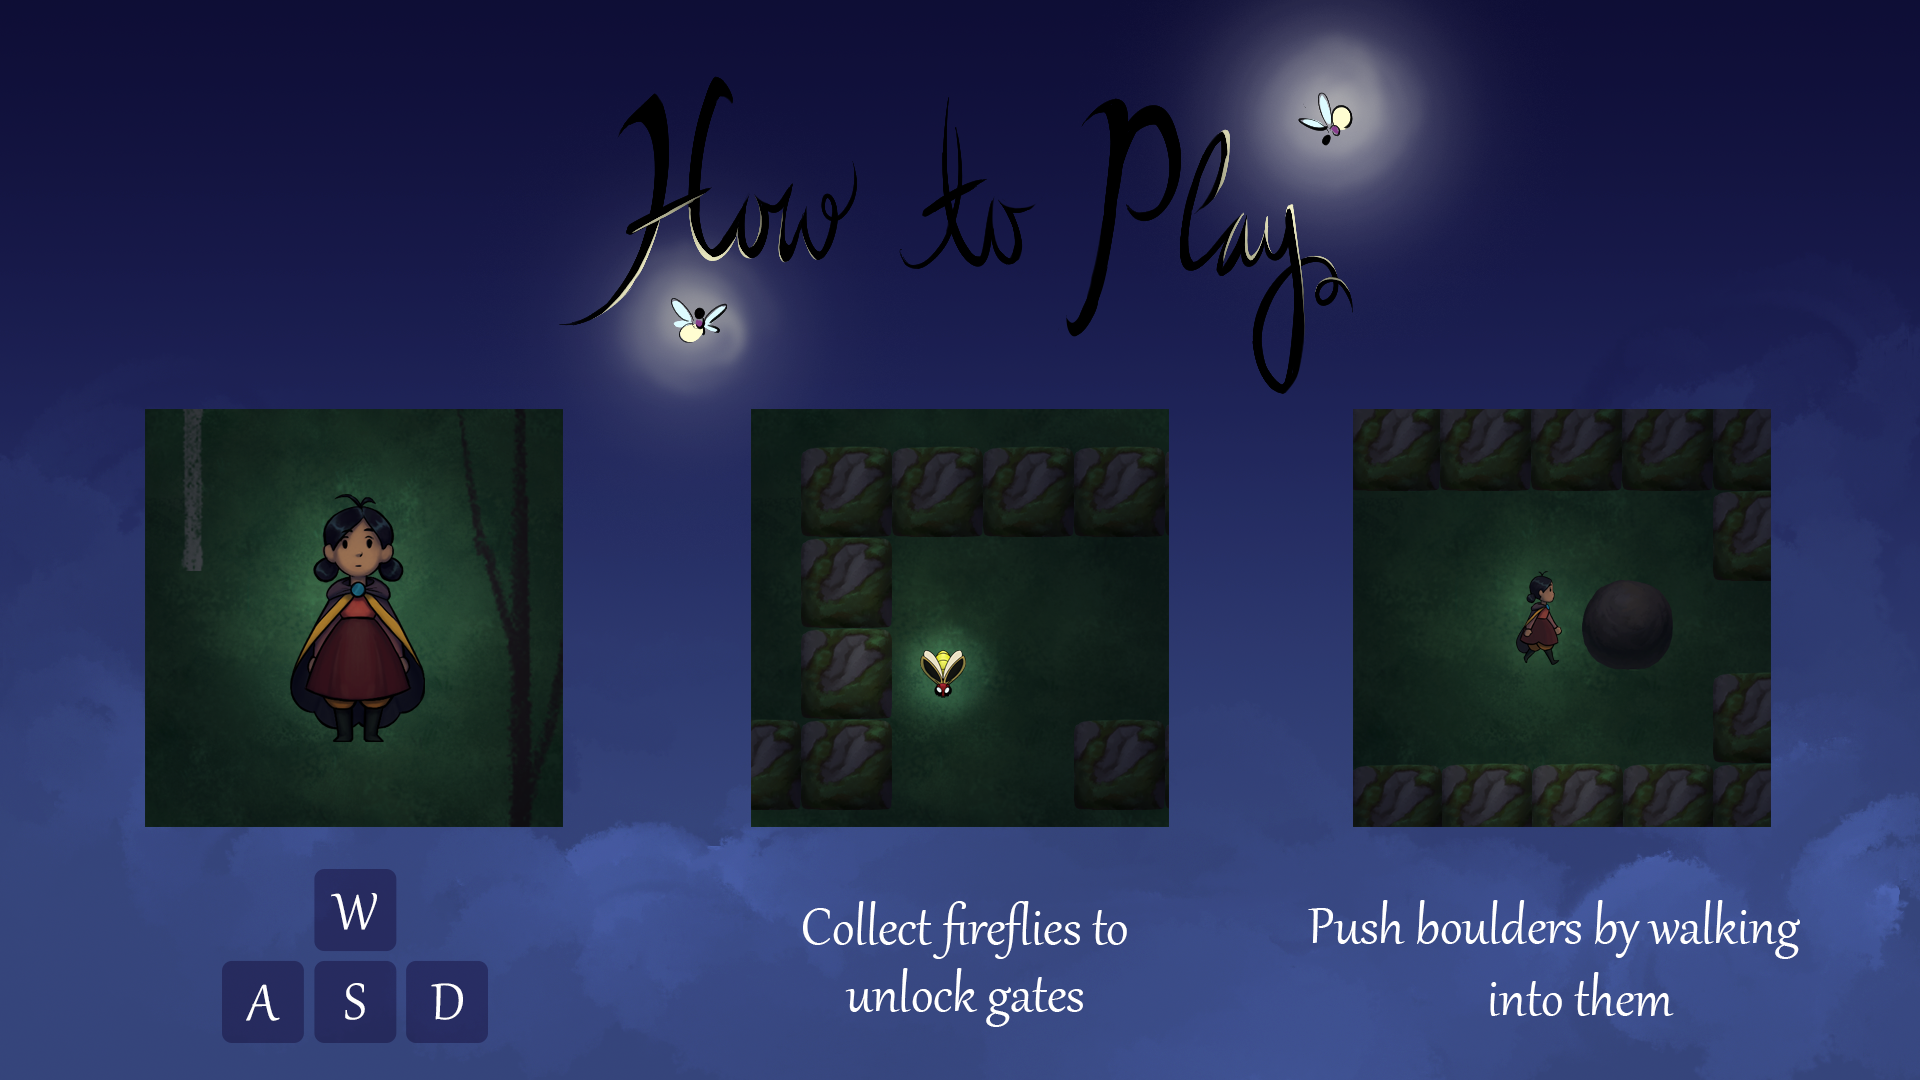 How to Play
W
A S D
Collect fireflies to
unlock gates
Push boulders by walking
into them